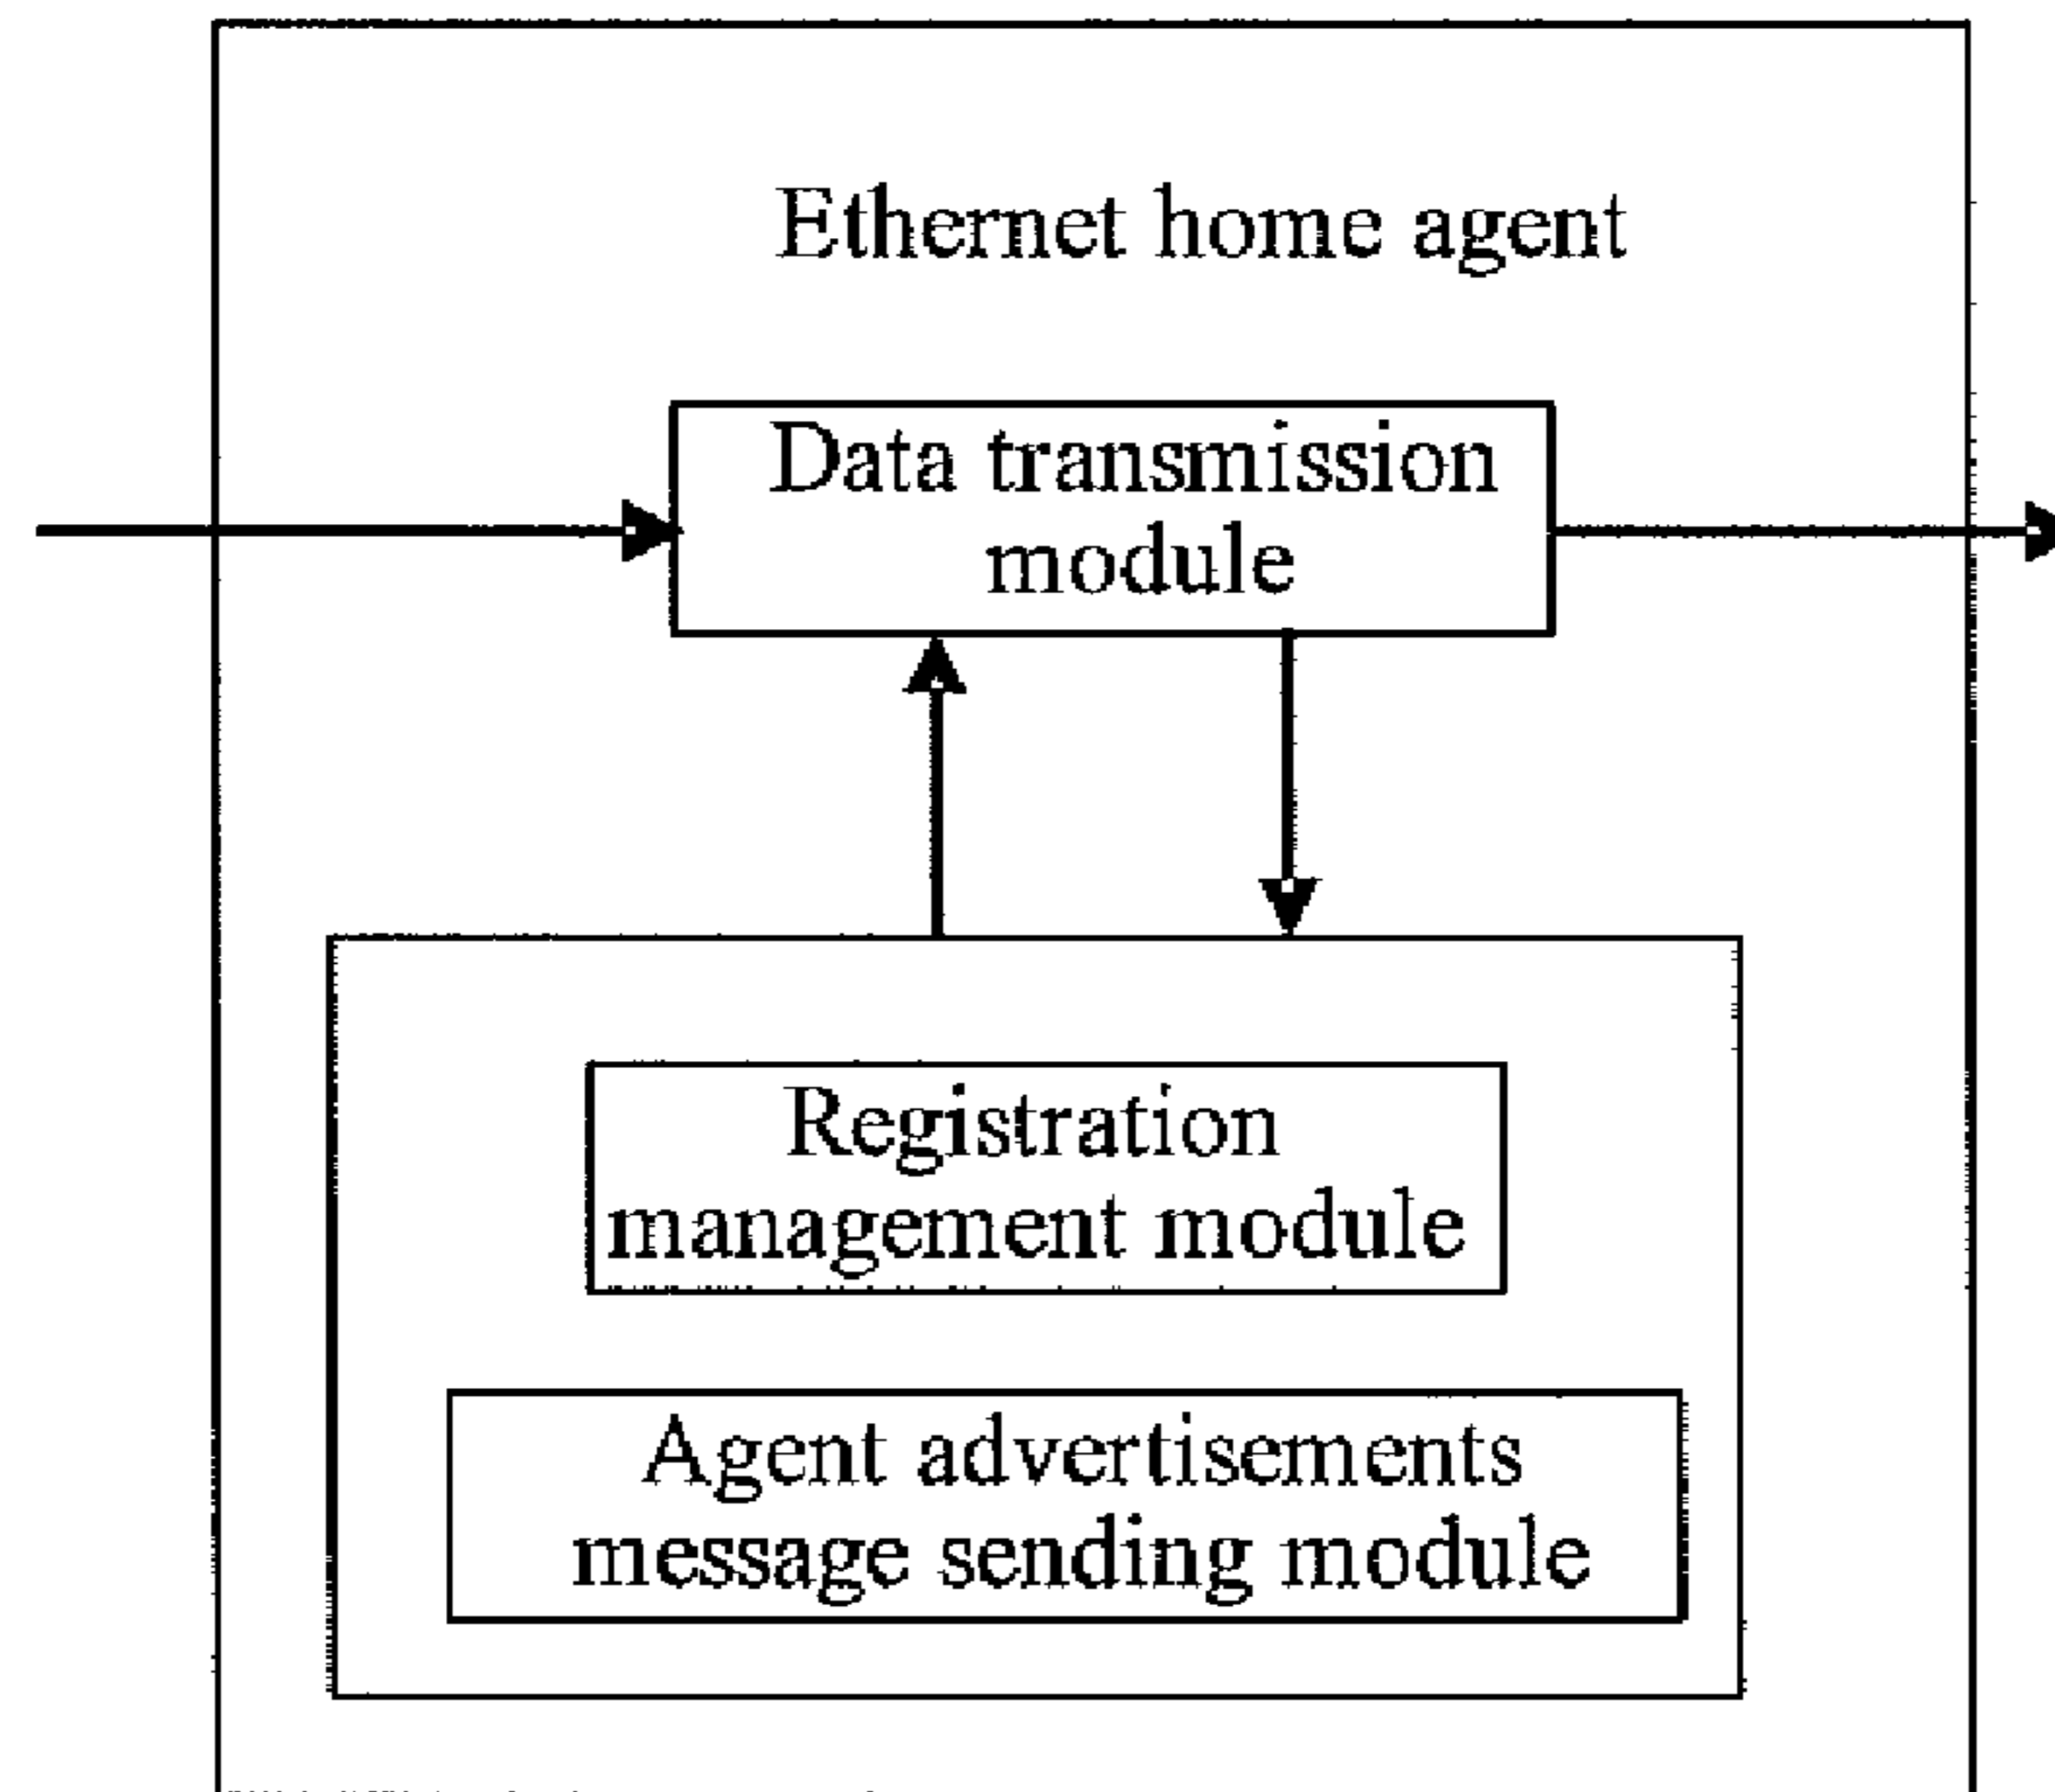 Ethernet home agent
Data transmission
module
Registration
management module
Agent advertisements
message sending module